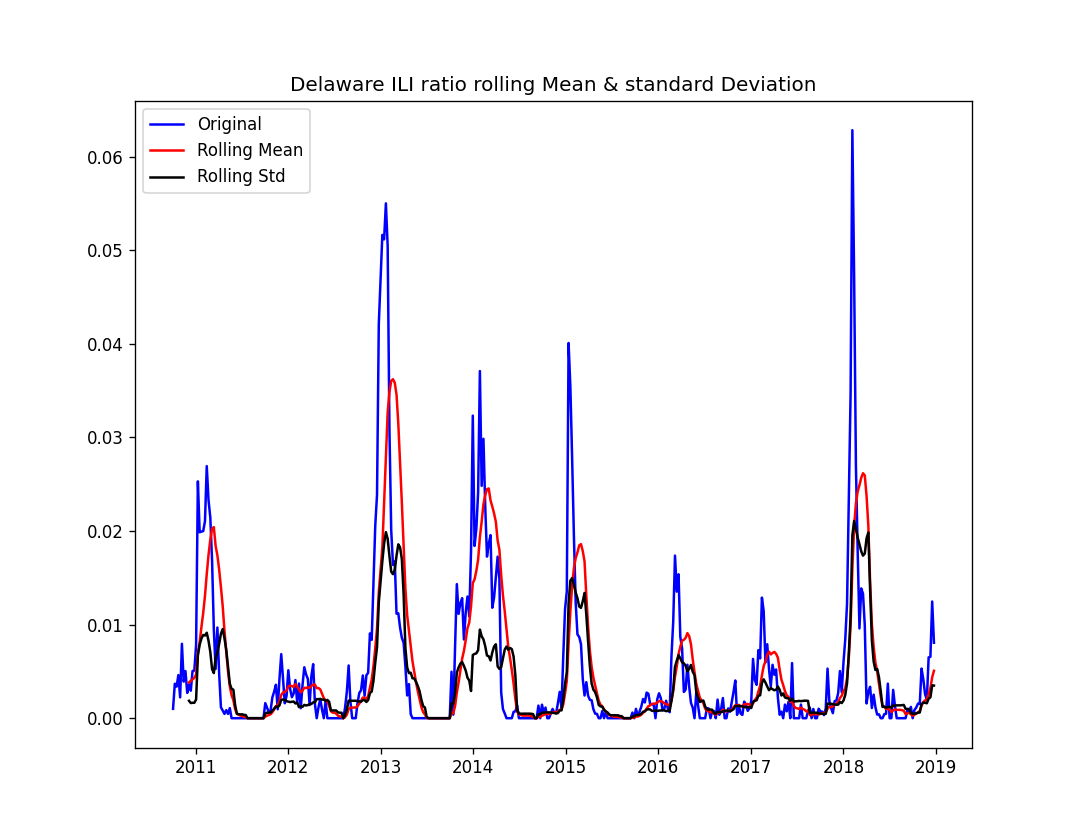 Delaware ILI ratio rolling Mean & standard Deviation
Original
Rolling Mean
Rolling Std
0.06
0.05
0.04
0.03
0.02
0.01
0.00
2011 2012 2013 2014 2015 2016 2017 2018 2019